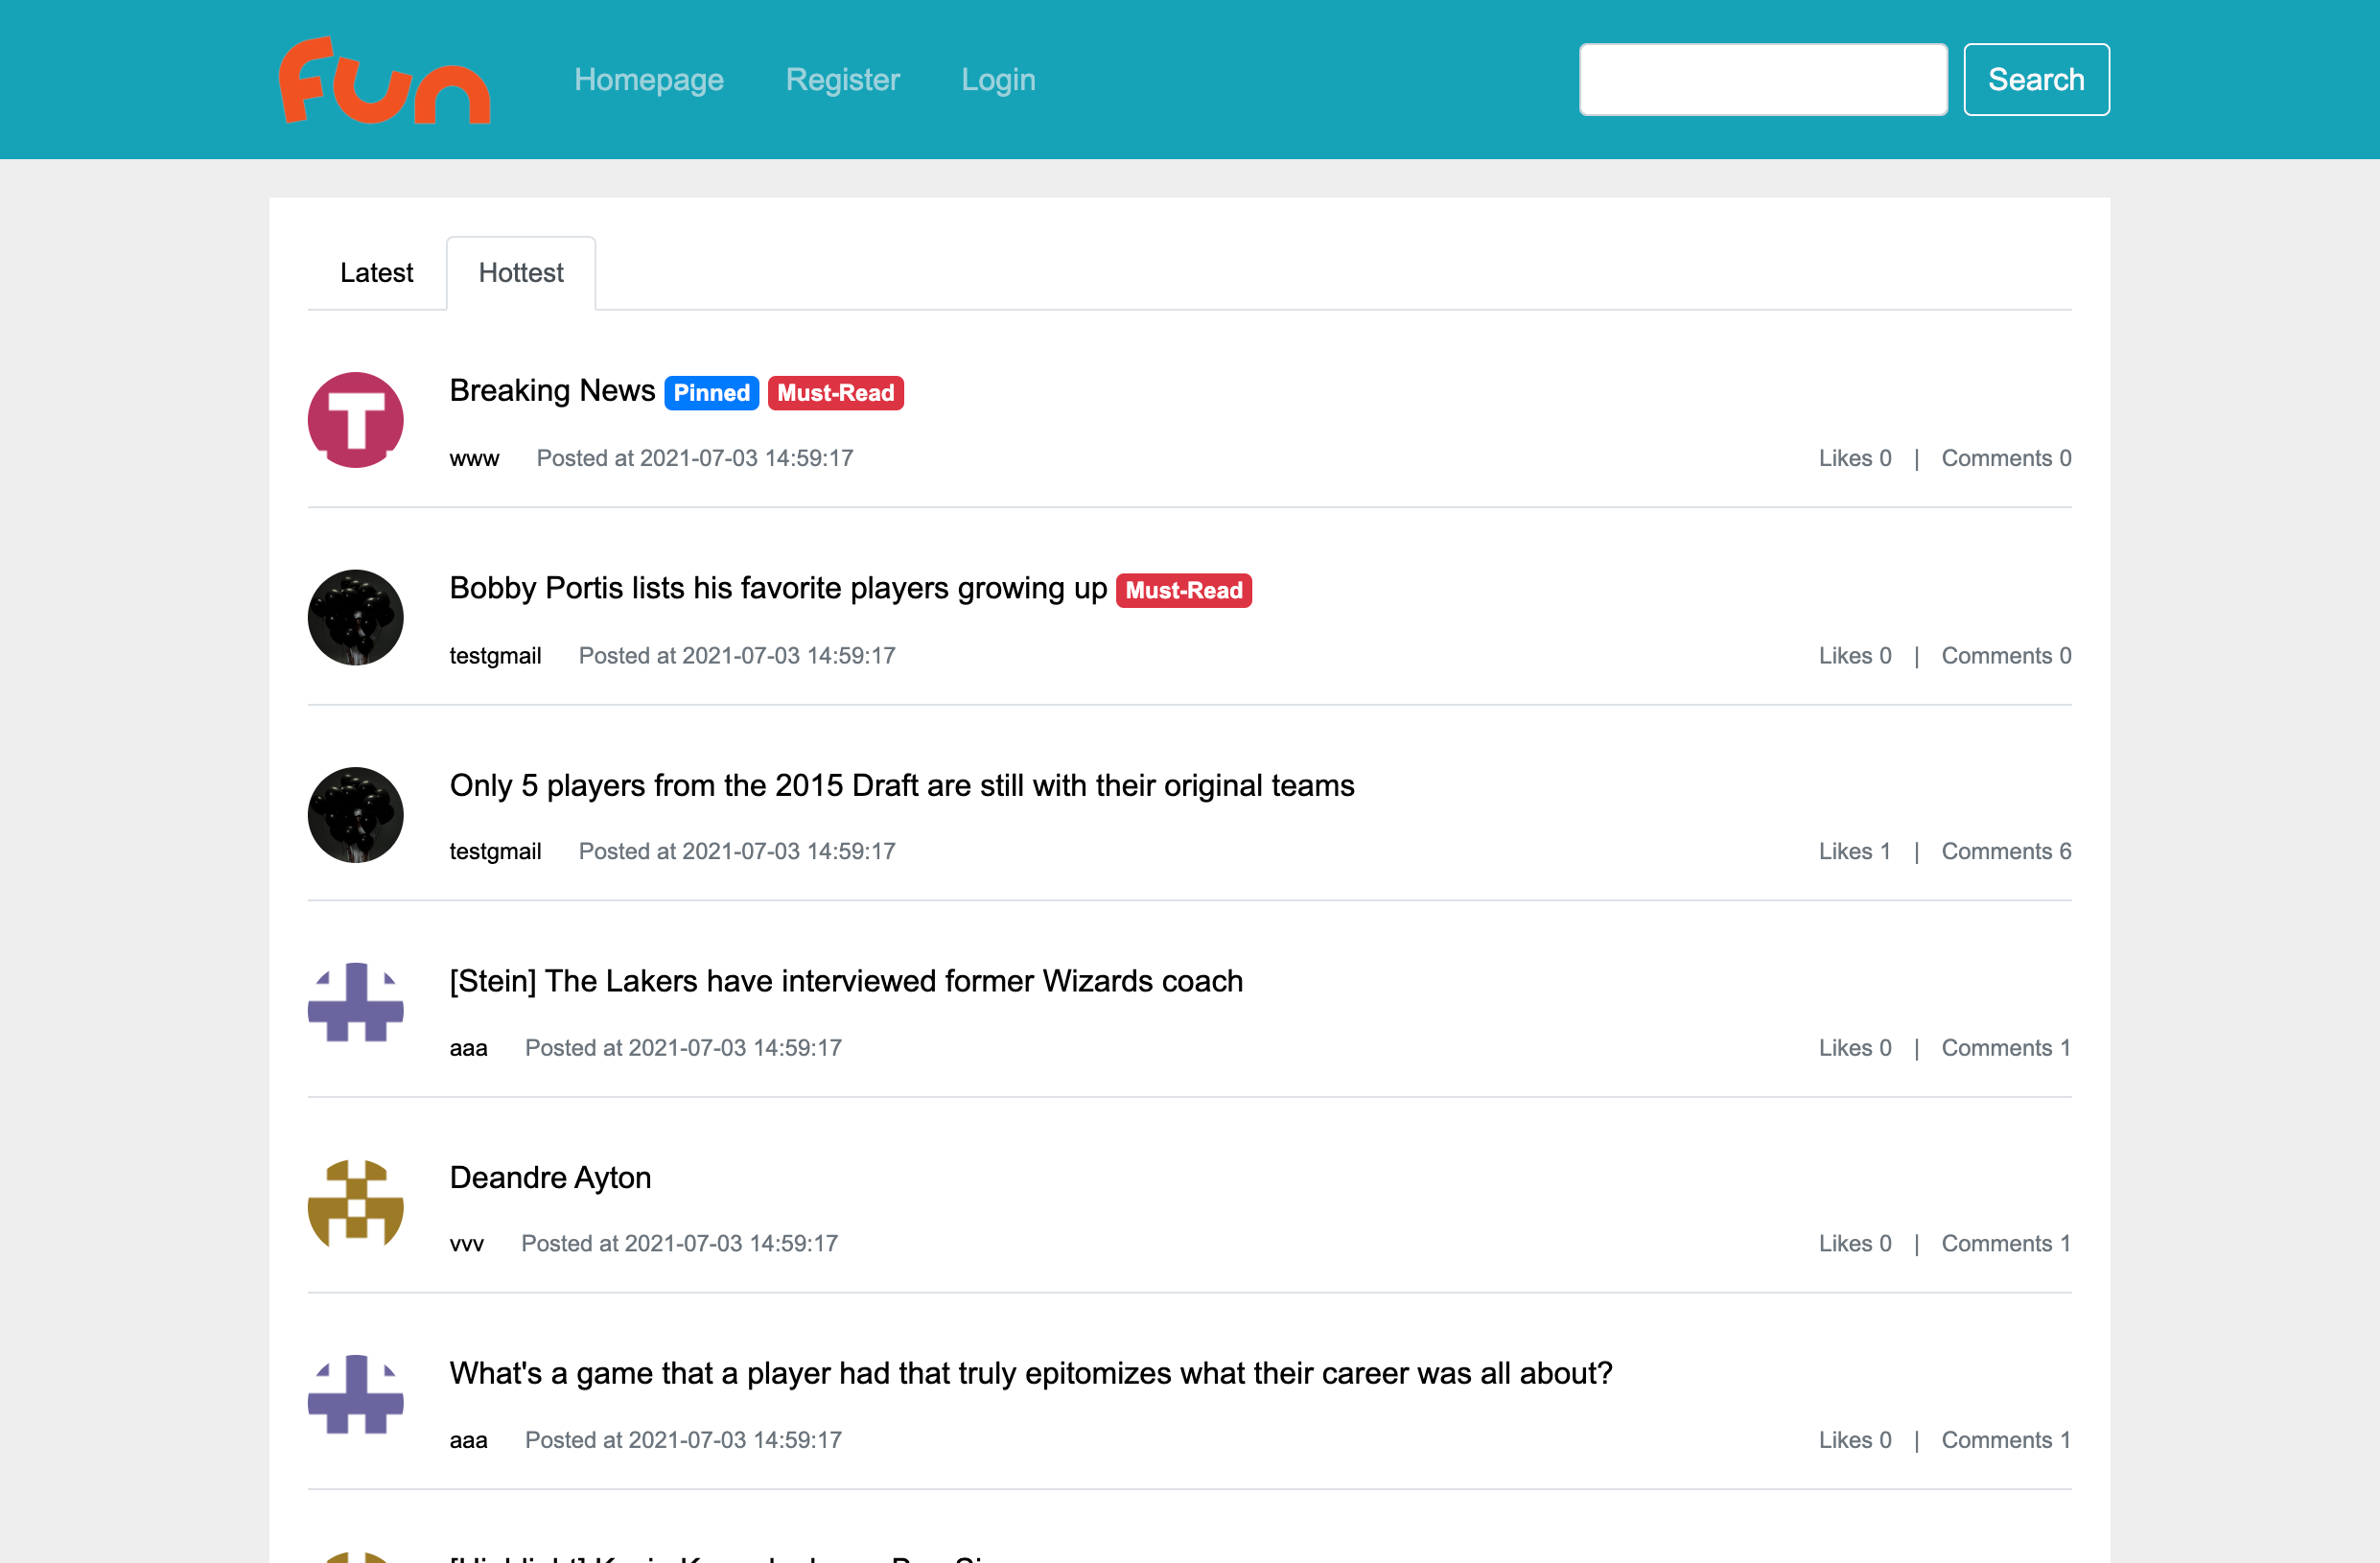 fun
Homepage Register Login Search
Latest Hottest
Breaking News Pinned Must-Read
www Posted at 2021-07-03 14:59:17 Likes 0 | Comments 0
Bobby Portis lists his favorite players growing up Must-Read
testgmail Posted at 2021-07-03 14:59:17 Likes 0 | Comments 0
Only 5 players from the 2015 Draft are still with their original teams
testgmail Posted at 2021-07-03 14:59:17 Likes 1 | Comments 6
[Stein] The Lakers have interviewed former Wizards coach
aaa Posted at 2021-07-03 14:59:17 Likes 0 | Comments 1
Deandre Ayton
vvv Posted at 2021-07-03 14:59:17 Likes 0 | Comments 1
What's a game that a player had that truly epitomizes what their career was all about?
aaa Posted at 2021-07-03 14:59:17 Likes 0 | Comments 1
[Highlight]